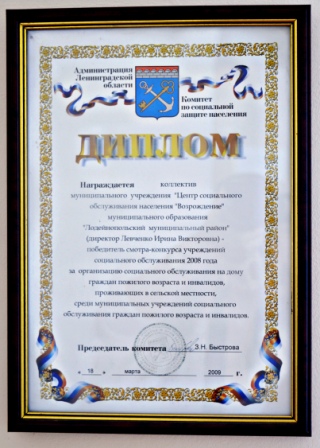 Администрация
Ленинградской
области
Комитет
по социальной
защите населения
ДИПЛОМ
Награждается коллектив
муниципального учреждения "Центр социального
обслуживания населения "Возрождение"
муниципального образования
"Лодейнопольский муниципальный район"
(директор Левченко Ирина Викторовна) -
победитель смотра-конкурса учреждений
социального обслуживания 2008 года
за организацию социального обслуживания на дому
граждан пожилого возраста и инвалидов,
проживающих в сельской местности,
среди муниципальных учреждений социального
обслуживания граждан пожилого возраста и инвалидов.
Председатель комитета З.Н. Быстрова
« 18 » марта 2009 г.